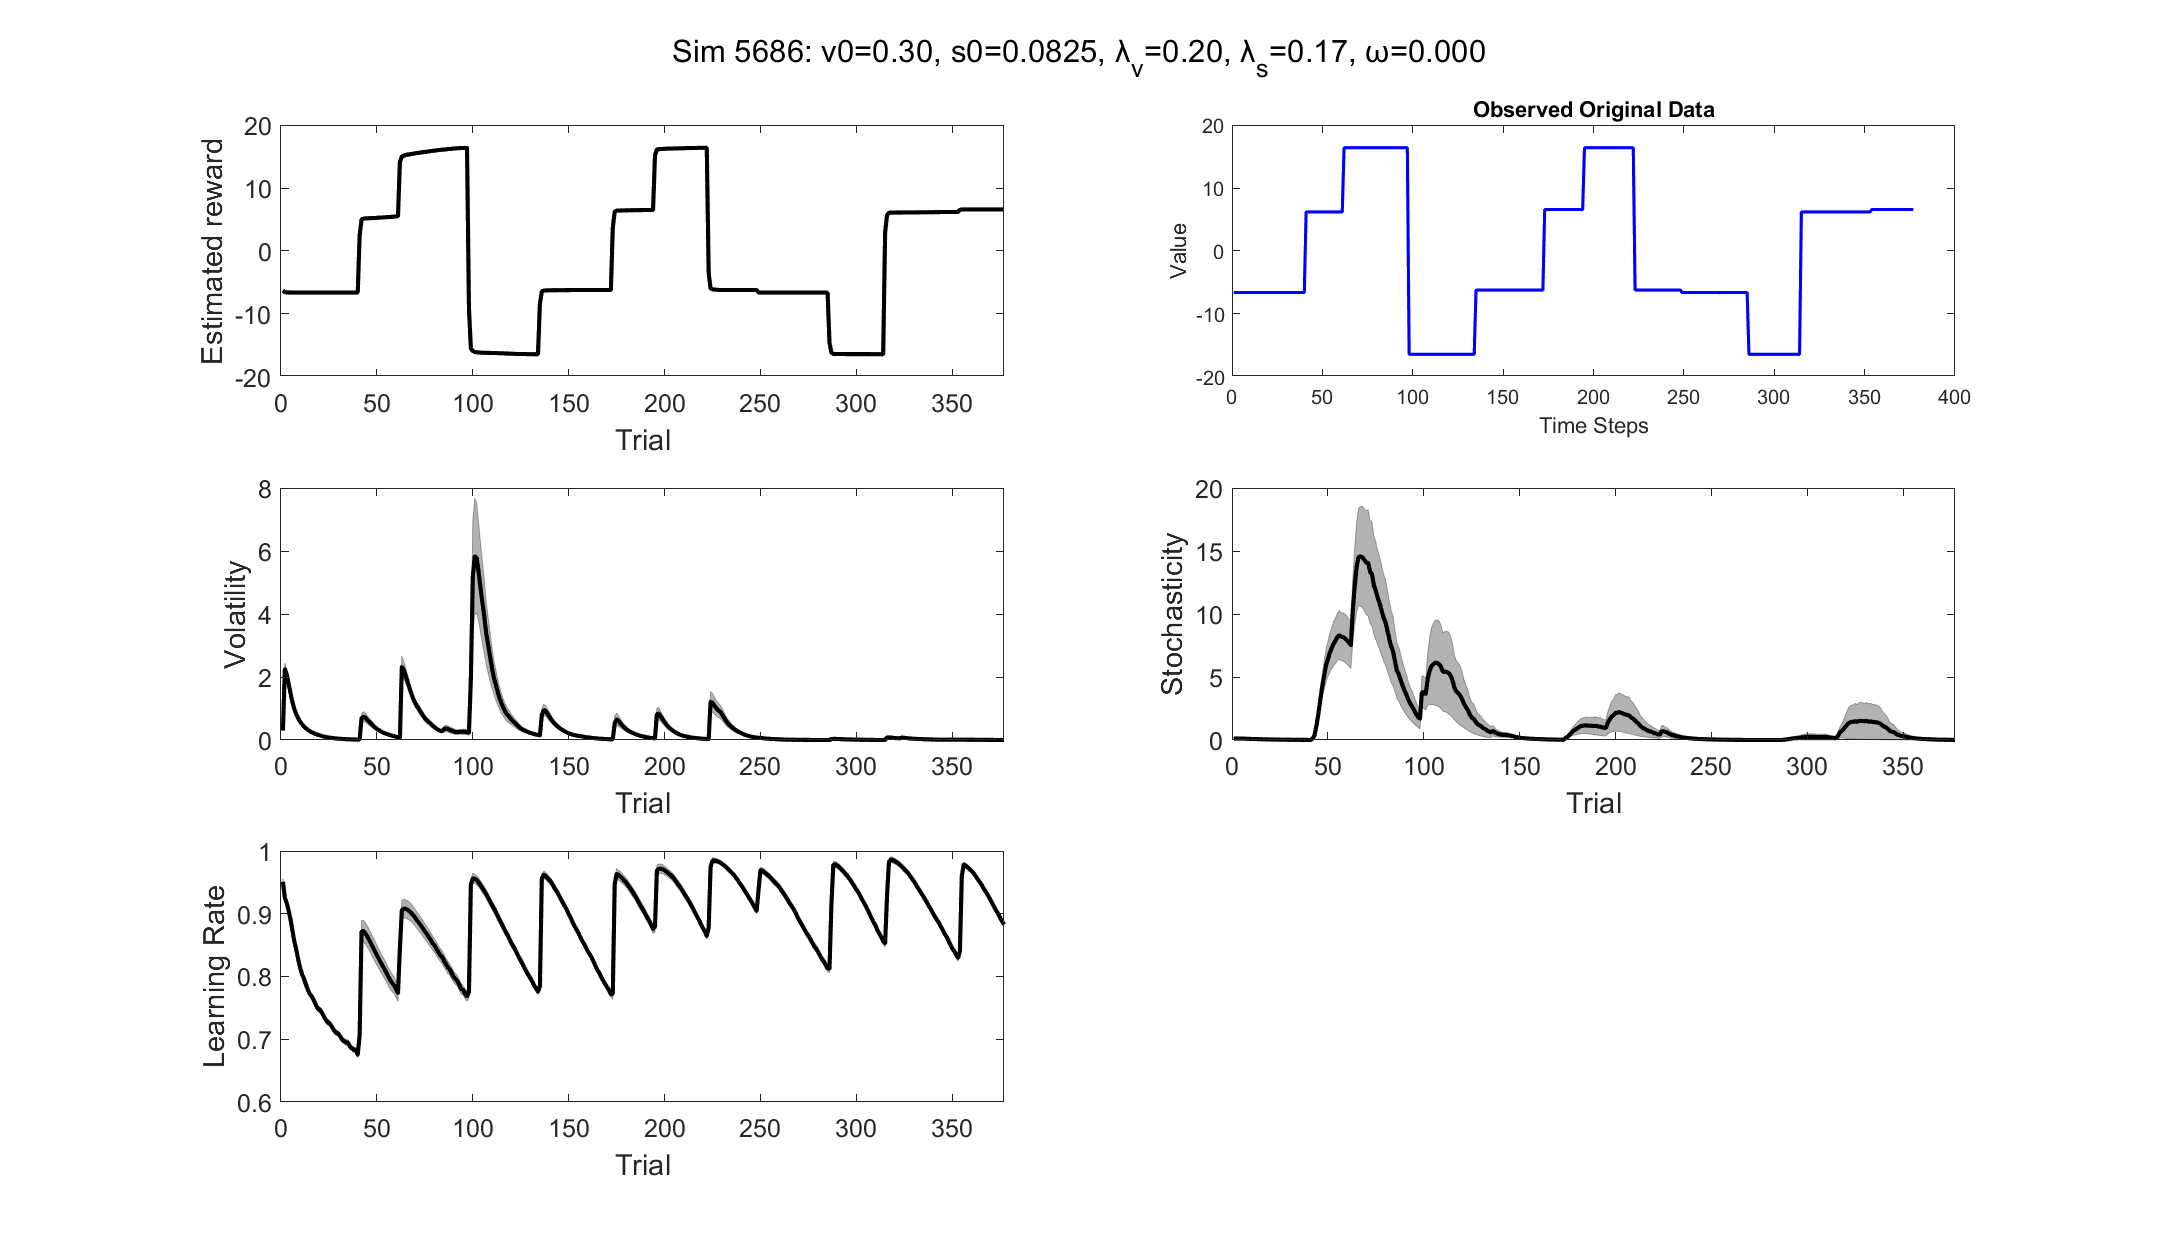 Sim 5686: v0=0.30, s0=0.0825, λv=0.20, λs=0.17, ω=0.000
Estimated reward
20
10
0
-10
-20
0 50 100 150 200 250 300 350
Trial
Observed Original Data
Value
20
10
0
-10
-20
0 50 100 150 200 250 300 350 400
Time Steps
Volatility
8
6
4
2
0
0 50 100 150 200 250 300 350
Trial
Stochasticity
20
15
10
5
0
0 50 100 150 200 250 300 350
Trial
Learning Rate
1
0.9
0.8
0.7
0.6
0 50 100 150 200 250 300 350
Trial